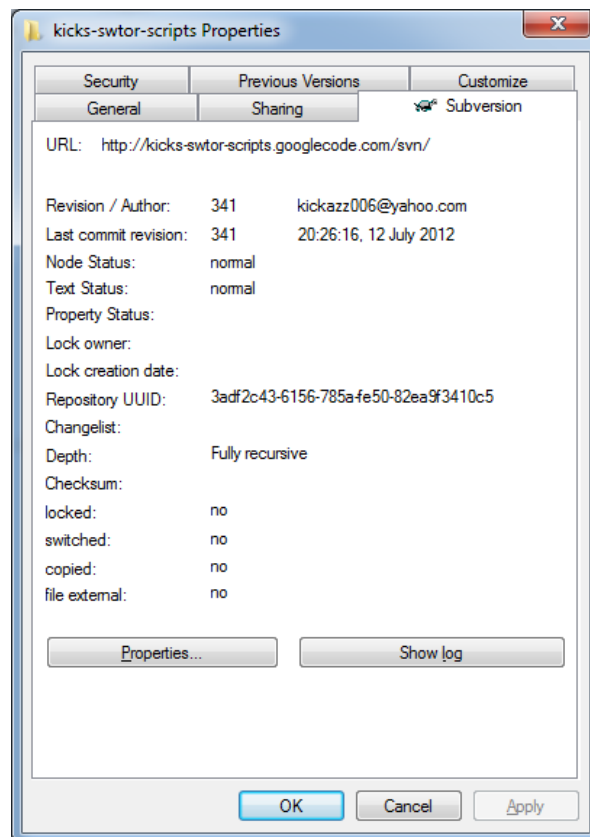 kicks-swtor-scripts Properties
Security Previous Versions Customize
General Sharing Subversion
URL: http://kicks-swtor-scripts.googlecode.com/svn/
Revision / Author: 341 kickazz006@yahoo.com
Last commit revision: 341 20:26:16, 12 July 2012
Node Status: normal
Text Status: normal
Property Status:
Lock owner:
Lock creation date:
Repository UUID: 3adf2c43-6156-785a-fe50-82ea9f3410c5
Changelist:
Depth: Fully recursive
Checksum:
locked: no
switched: no
copied: no
file external: no
Properties... Show log
OK Cancel Apply